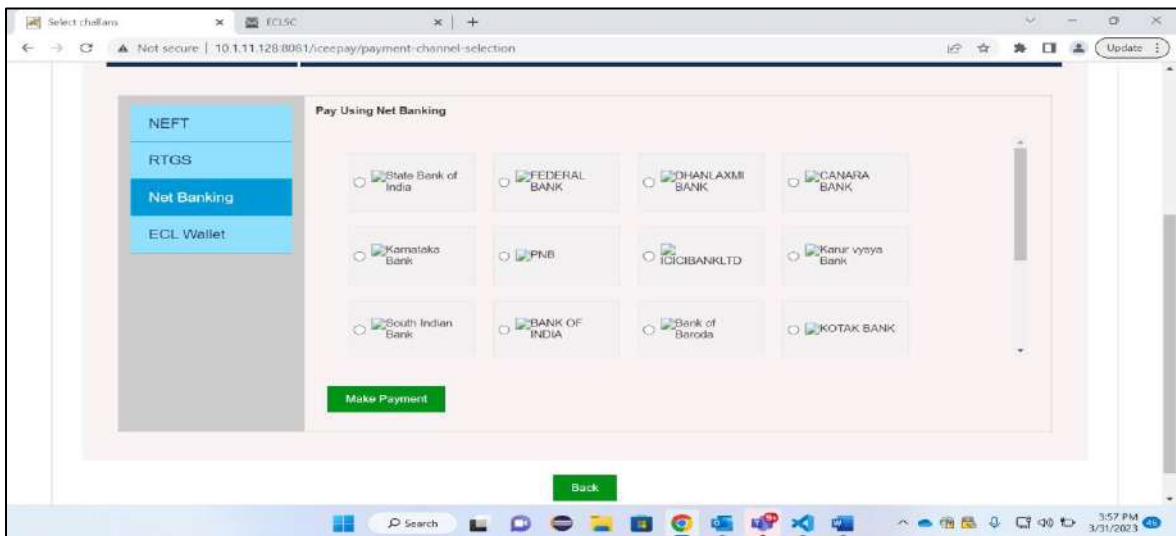 Select challans
ECLSC
Not secure | 10.1.11.128:8081/iceepay/payment-channel-selection
Update
NEFT
RTGS
Net Banking
ECL Wallet
Pay Using Net Banking
State Bank of
India
FEDERAL
BANK
DHANLAXMI
BANK
CANARA
BANK
Karnataka
Bank
PNB
ICICIBANKLTD
Karur vysya
Bank
South Indian
Bank
BANK OF
INDIA
Bank of
Baroda
KOTAK BANK
Make Payment
Back
Search
3:57 PM
3/31/2023